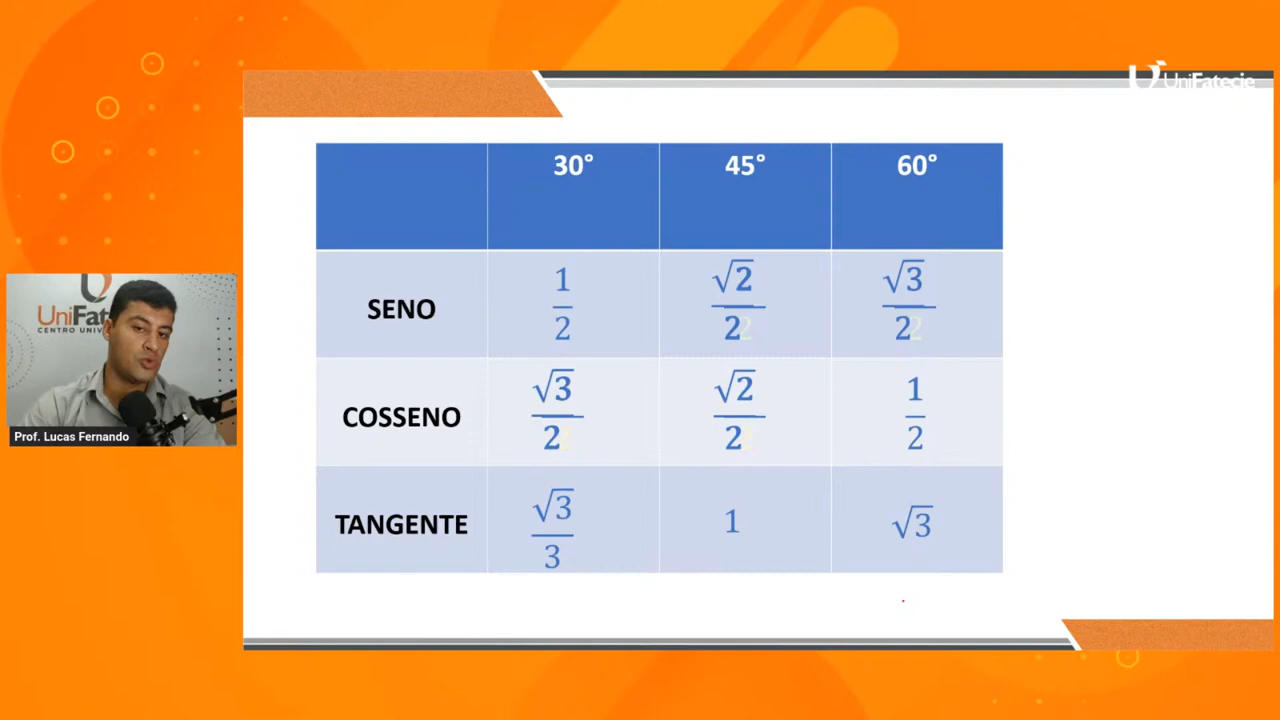 UniFatecie
30° 45° 60°
SENO 1/2 √2/2 √3/2
COSSENO √3/2 √2/2 1/2
TANGENTE √3/3 1 √3
UniFat
CENTRO UNIV
Prof. Lucas Fernando